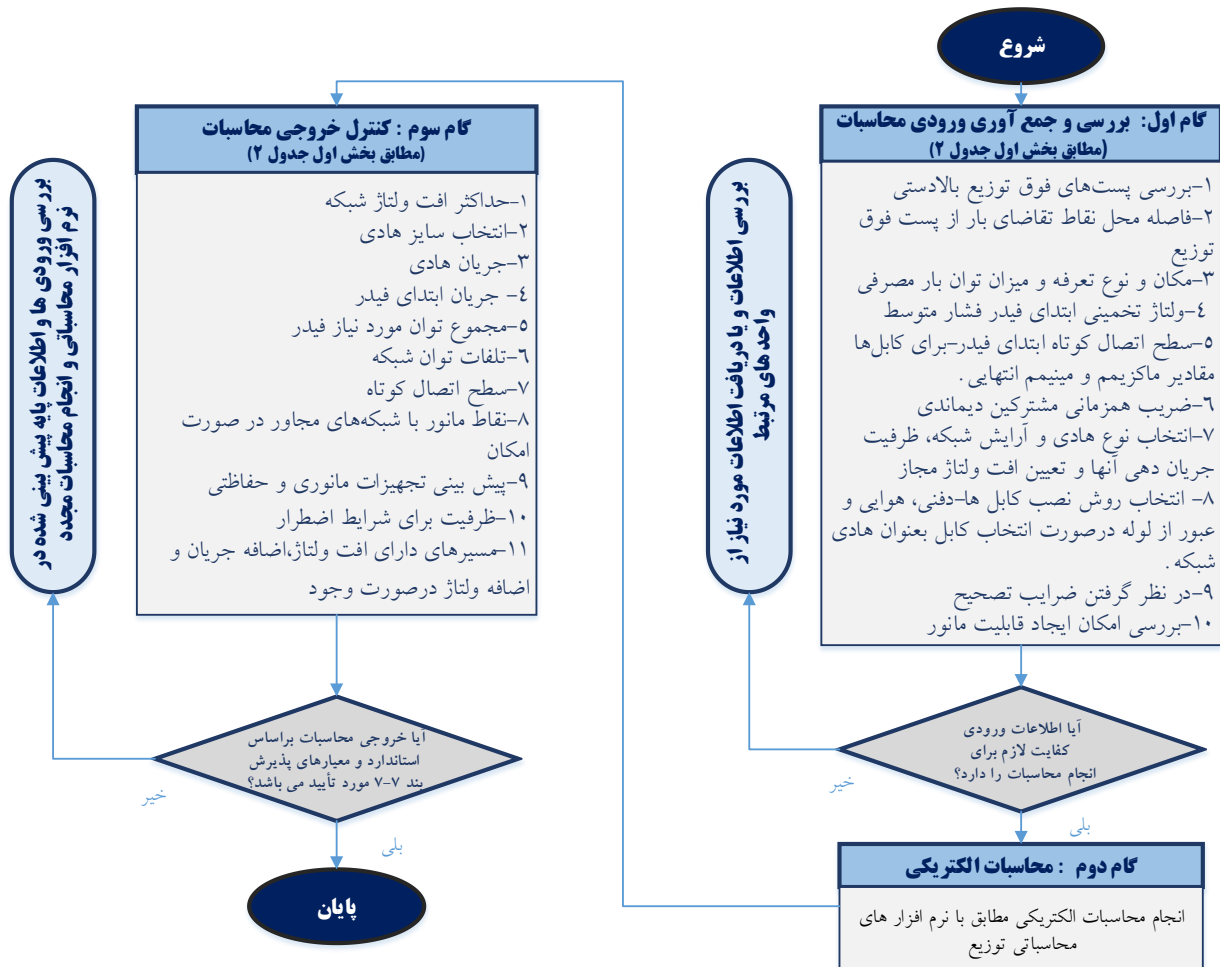 شروع
گام اول: بررسی و جمع آوری ورودی محاسبات
(مطابق بخش اول جدول ۲)
۱-بررسی پست‌های فوق توزیع بالادستی
۲-فاصله محل نقاط تقاضای بار از پست فوق
توزیع
۳-مکان و نوع تعرفه و میزان توان بار مصرفی
٤-ولتاژ تخمینی ابتدای فیدر فشار متوسط
٥-سطح اتصال کوتاه ابتدای فیدر-برای کابل‌ها
مقادیر ماکزیمم و مینیمم انتهایی.
٦-ضریب همزمانی مشترکین دیماندی
۷-انتخاب نوع هادی و آرایش شبکه، ظرفیت
جریان دهی آنها و تعیین افت ولتاژ مجاز
۸- انتخاب روش نصب کابل ها-دفنی، هوایی و
عبور از لوله درصورت انتخاب کابل بعنوان هادی
شبکه.
۹-در نظر گرفتن ضرایب تصحیح
۱۰-بررسی امکان ایجاد قابلیت مانور
بررسی اطلاعات و یا دریافت اطلاعات مورد نیاز از
واحد های مرتبط
آیا اطلاعات ورودی
کفایت لازم برای
انجام محاسبات را دارد؟
خیر
بلی
گام دوم : محاسبات الکتریکی
انجام محاسبات الکتریکی مطابق با نرم افزار های
محاسباتی توزیع
گام سوم : کنترل خروجی محاسبات
(مطابق بخش اول جدول ۲)
۱-حداکثر افت ولتاژ شبکه
۲-انتخاب سایز هادی
۳-جریان هادی
٤- جریان ابتدای فیدر
٥-مجموع توان مورد نیاز فیدر
٦-تلفات توان شبکه
۷-سطح اتصال کوتاه
۸-نقاط مانور با شبکه‌های مجاور در صورت
امکان
۹-پیش بینی تجهیزات مانوری و حفاظتی
۱۰-ظرفیت برای شرایط اضطرار
۱۱-مسیرهای دارای افت ولتاژ،اضافه جریان و
اضافه ولتاژ درصورت وجود
بررسی ورودی ها و اطلاعات پایه پیش بینی شده در
نرم افزار محاسباتی و انجام محاسبات مجدد
آیا خروجی محاسبات براساس
استاندارد و معیارهای پذیرش
بند ۷-۷ مورد تأیید می باشد؟
خیر
بلی
پایان